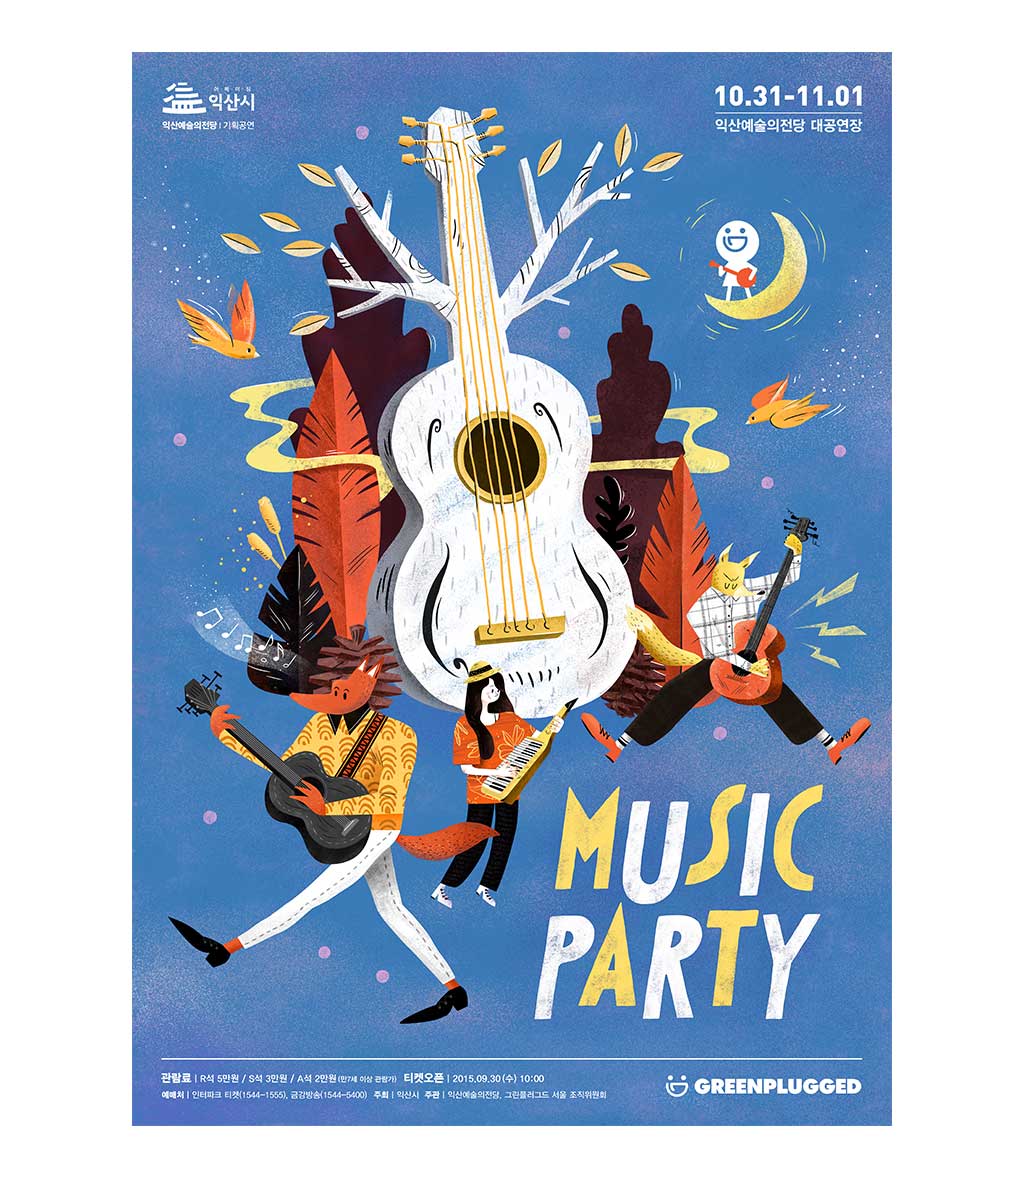 어메이징
익산시
익산예술의전당 | 기획공연
10.31-11.01
익산예술의전당 대공연장
MUSIC
PARTY
관람료 | R석 5만원 / S석 3만원 / A석 2만원 (만7세 이상 관람가) 티켓오픈 | 2015.09.30 (수) 10:00
예매처 | 인터파크 티켓(1544-1555), 금강방송(1544-5400) 주최 | 익산시 주관 | 익산예술의전당, 그린플러그드 서울 조직위원회
GREENPLUGGED